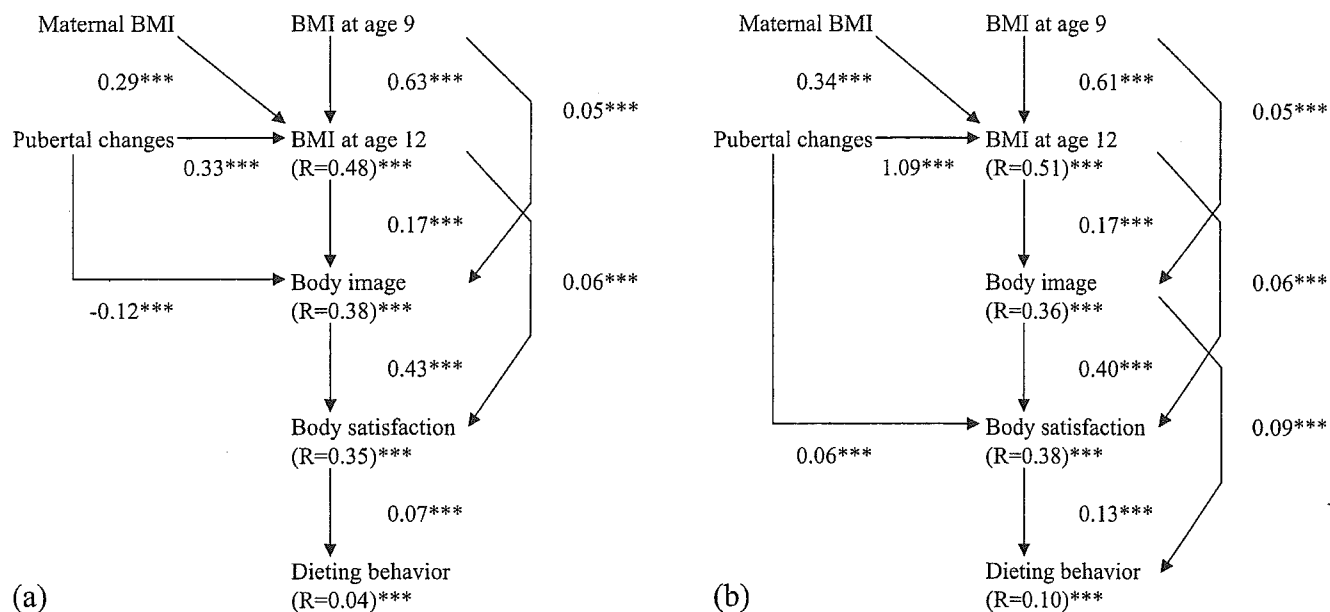 Maternal BMI
BMI at age 9
0.29***
0.63***
0.05***
Pubertal changes
BMI at age 12
0.33***
(R=0.48)***
0.17***
Body image
0.06***
(R=0.38)***
-0.12***
0.43***
Body satisfaction
(R=0.35)***
0.07***
Dieting behavior
(a)
(R=0.04)***
Maternal BMI
BMI at age 9
0.34***
0.61***
0.05***
Pubertal changes
BMI at age 12
1.09***
(R=0.51)***
0.17***
Body image
0.06***
(R=0.36)***
0.40***
Body satisfaction
0.09***
0.06***
(R=0.38)***
0.13***
Dieting behavior
(b)
(R=0.10)***